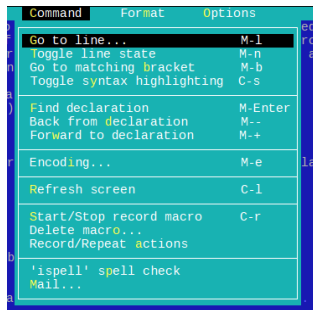 Command Format Options
Go to line... M-l
Toggle line state M-n
Go to matching bracket M-b
Toggle syntax highlighting C-s
Find declaration M-Enter
Back from declaration M--
Forward to declaration M-+
Encoding... M-e
Refresh screen C-l
Start/Stop record macro C-r
Delete macro...
Record/Repeat actions
'ispell' spell check
Mail...